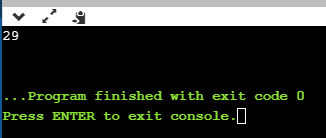 29
...Program finished with exit code 0
Press ENTER to exit console.